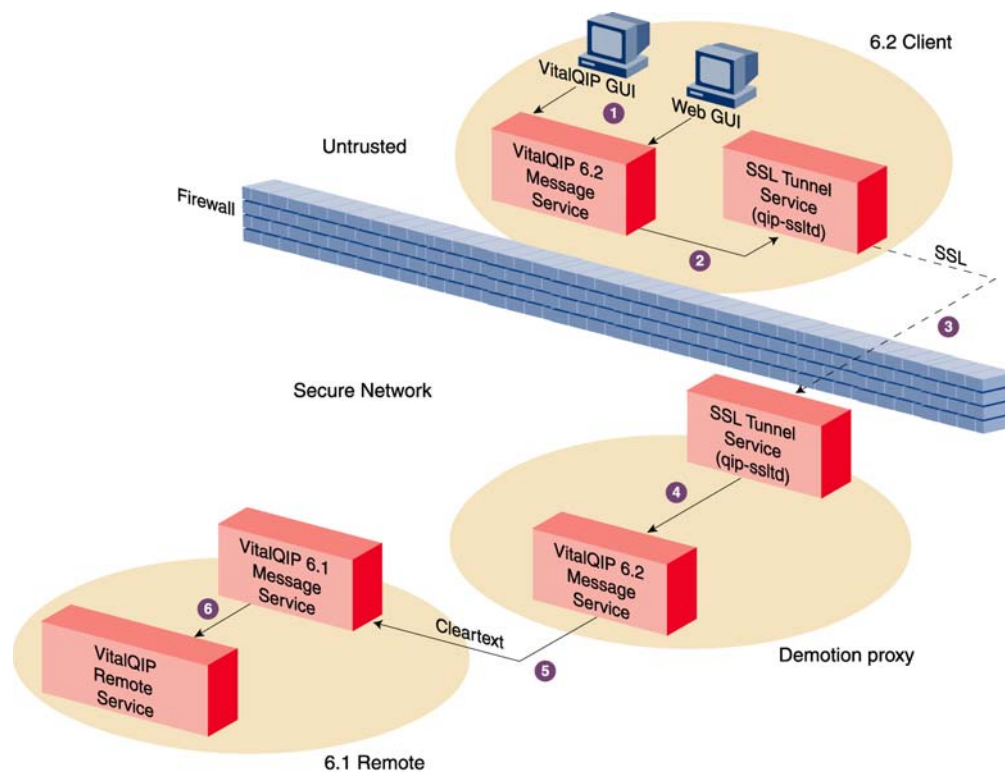 6.2 Client
VitalQIP GUI
1
Web GUI
Untrusted
VitalQIP 6.2
Message
Service
SSL Tunnel
Service
(qip-ssltd)
Firewall
2
SSL
3
Secure Network
SSL Tunnel
Service
(qip-ssltd)
4
VitalQIP 6.1
Message
Service
VitalQIP 6.2
Message
Service
6
Cleartext
VitalQIP
Remote
Service
5
Demotion proxy
6.1 Remote